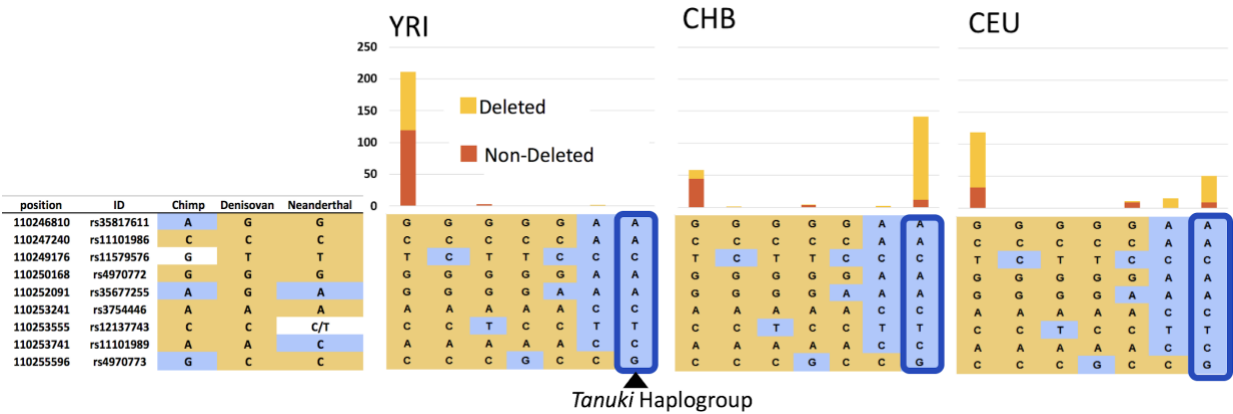 YRI
CHB
CEU
250
200
150
100
50
0
Deleted
Non-Deleted
position ID Chimp Denisovan Neanderthal
110246810 rs35817611 A G G G G G G G A A G G G G G A A G G G G G A A
110247240 rs11101986 C C C C C C C C A A C C C C C A A C C C C C A A
110249176 rs11579576 G T T T C T T C C C T C T T C C C T C T T C C C
110250168 rs4970772 G G G G G G G G A A G G G G G A A G G G G G A A
110252091 rs35677255 A G A G G G G A A A G G G G A A A G G G G A A A
110253241 rs3754446 A A A A A A A A C C A A A A A C C A A A A A C C
110253555 rs12137743 C C C/T C C T C C T T C C T C C T T C C T C C T T
110253741 rs11101989 A A C A A A A A C C A A A A A C C A A A A A C C
110255596 rs4970773 G C C C C C G C C G C C C G C C G C C C G C C G
Tanuki Haplogroup